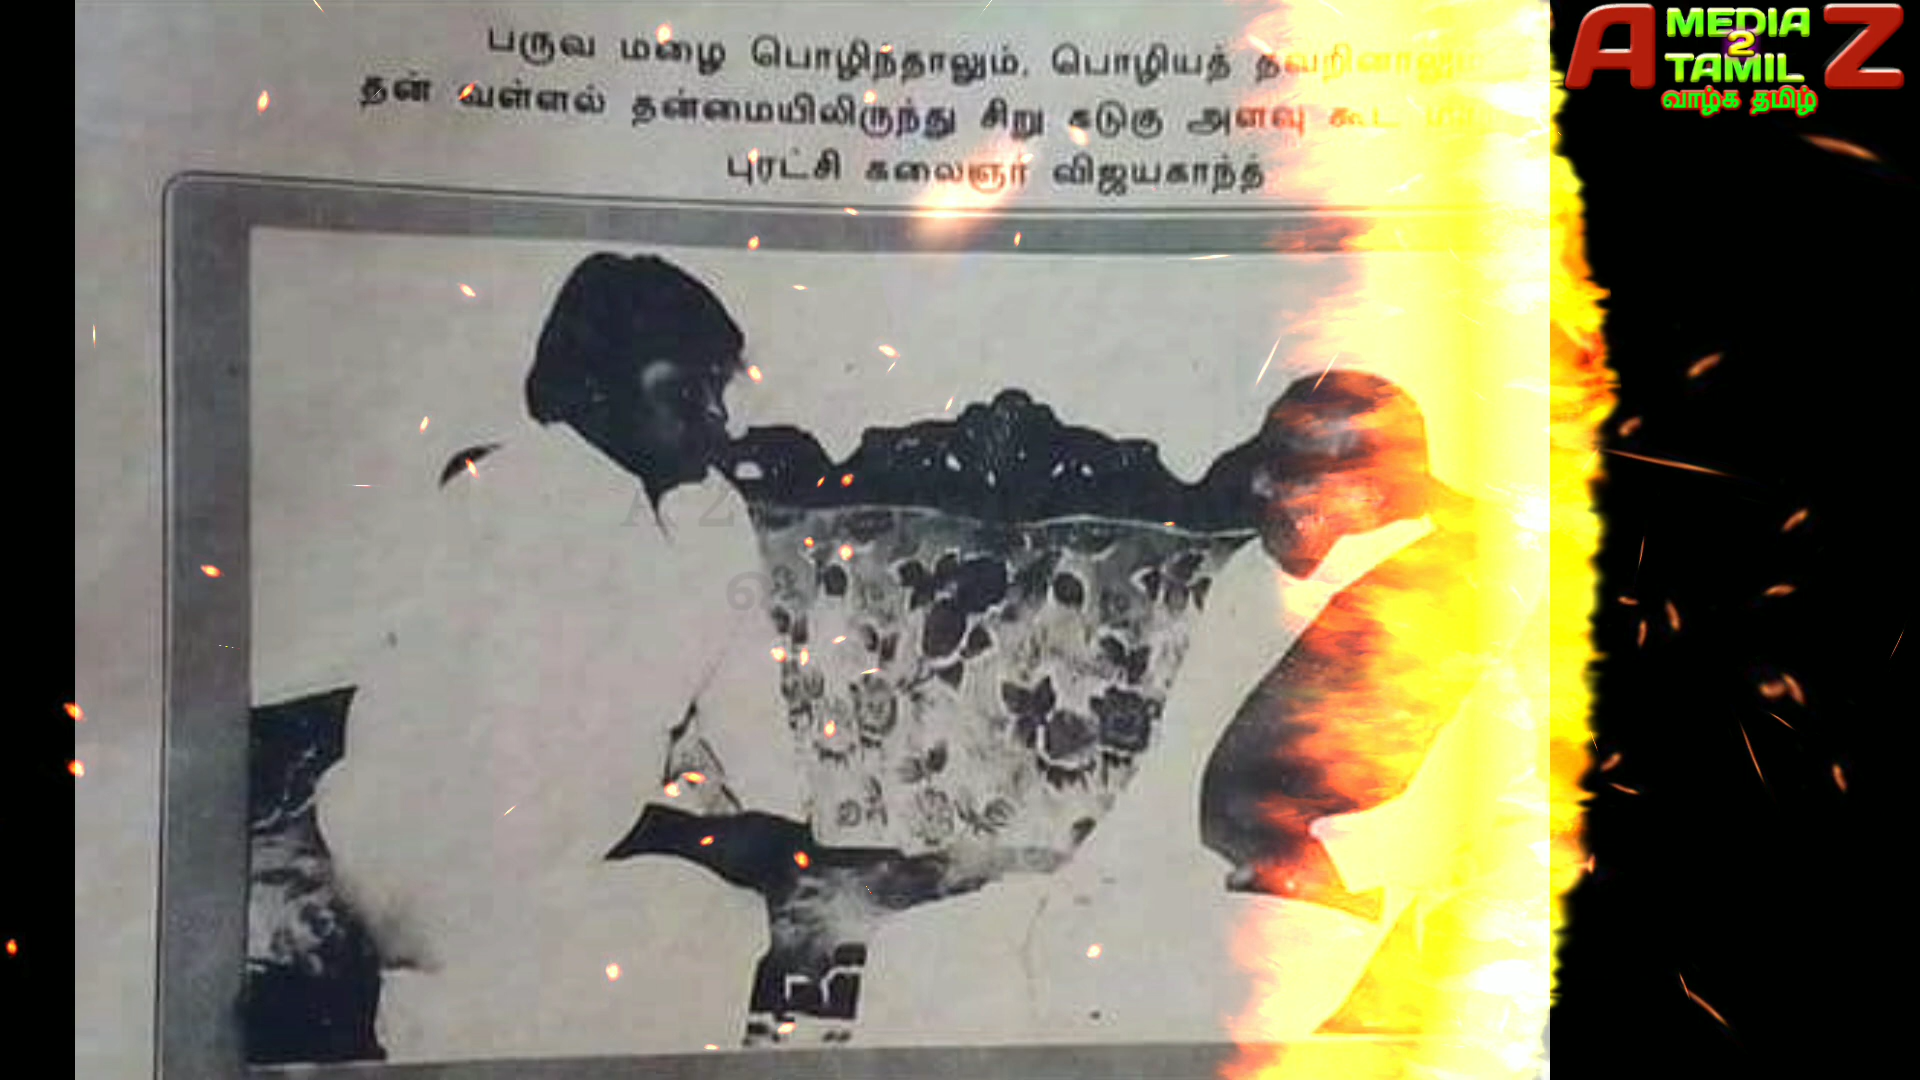 பருவ மழை பொழிந்தாலும், பொழியத் தவறினாலும்
தன் வள்ளல் தன்மையிலிருந்து சிறு கடுகு அளவு கூட
புரட்சி கலைஞர் விஜயகாந்த்
A MEDIA Z
2
TAMIL
வாழ்க தமிழ்